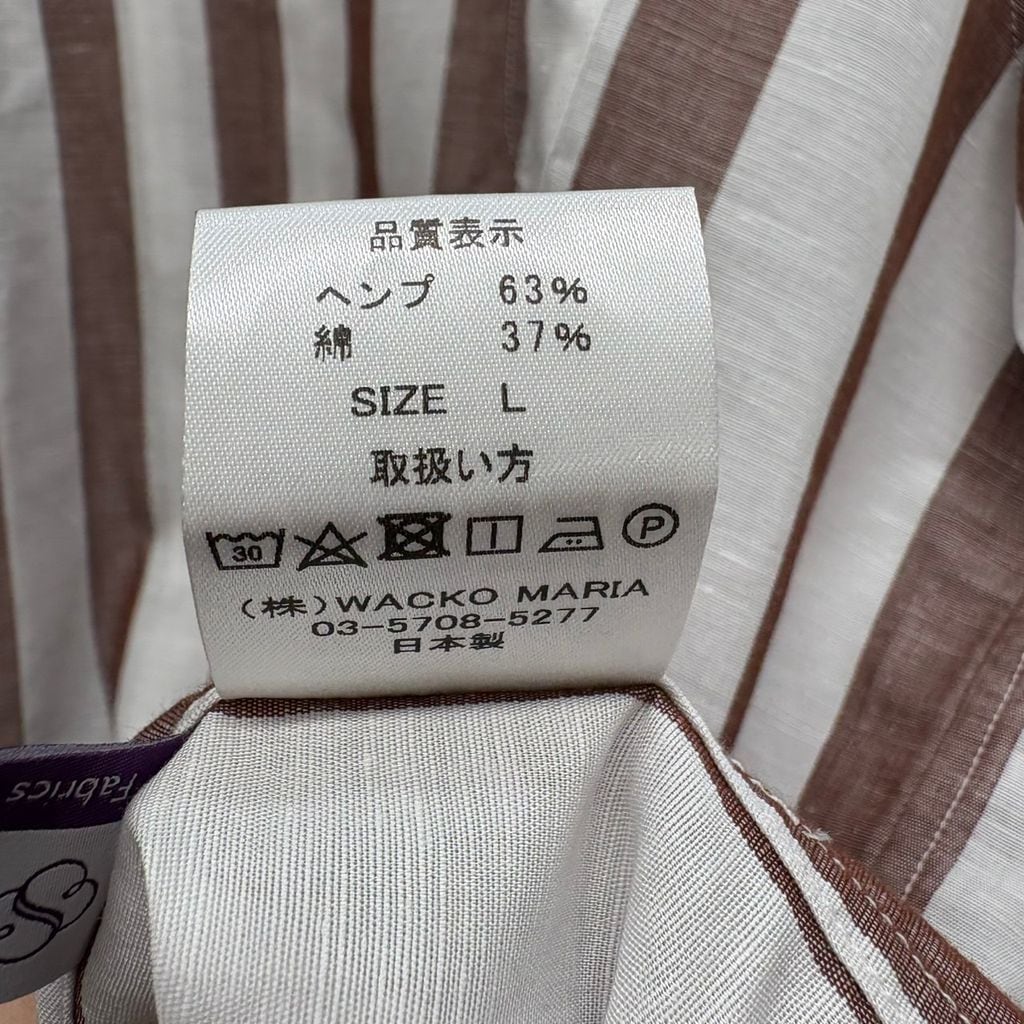 品質表示
ヘンプ 63%
綿 37%
SIZE L
取扱い方
30 P
(株)WACKO MARIA
03-5708-5277
日本製
Fabrics
S